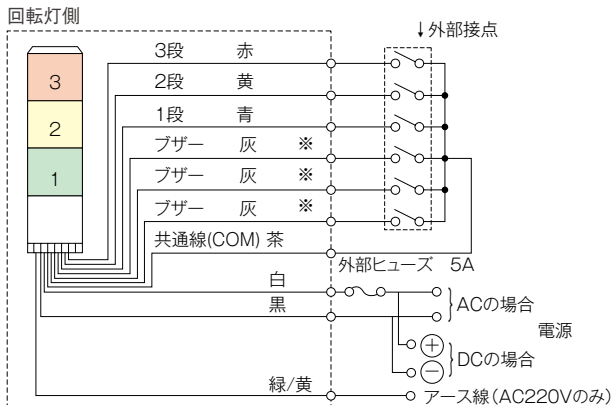 回転灯側
↓外部接点
3段 赤
2段 黄
1段 青
ブザー 灰 ※
ブザー 灰 ※
ブザー 灰 ※
共通線(COM) 茶
3
2
1
外部ヒューズ 5A
白
黒
ACの場合
電源
+
DCの場合
−
緑/黄
アース線(AC220Vのみ)